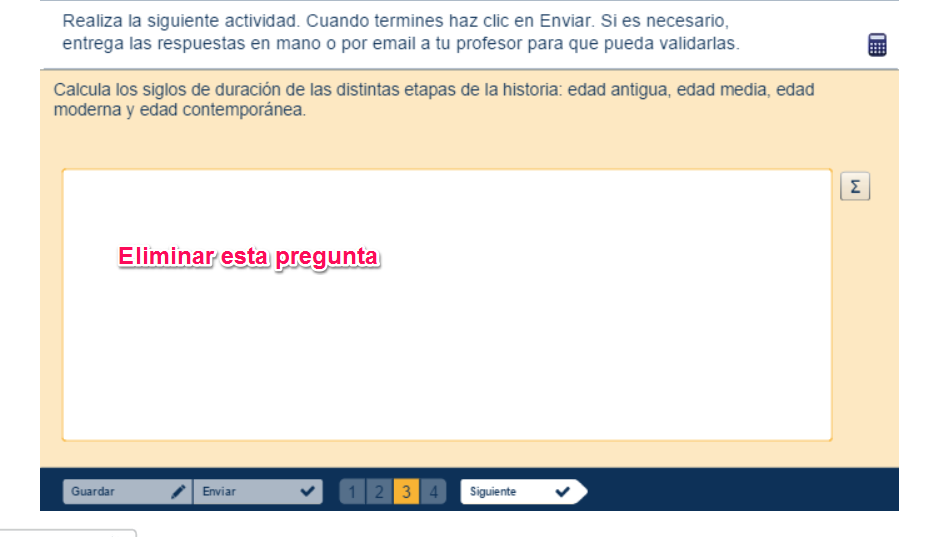 Realiza la siguiente actividad. Cuando termines haz clic en Enviar. Si es necesario,
entrega las respuestas en mano o por email a tu profesor para que pueda validarlas.
Calcula los siglos de duración de las distintas etapas de la historia: edad antigua, edad media, edad
moderna y edad contemporánea.
Σ
Eliminar esta pregunta
Guardar Enviar 1 2 3 4 Siguiente